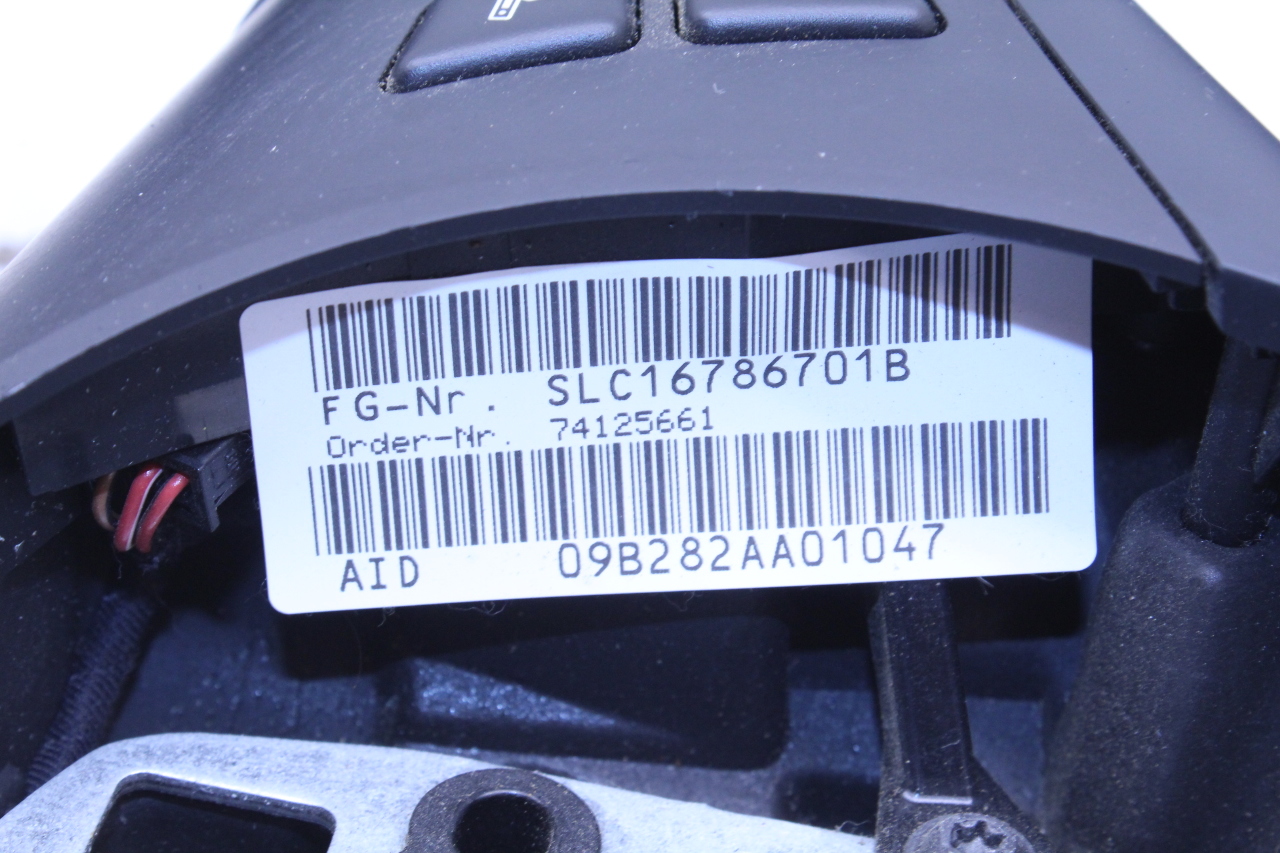 FG-Nr. SLC16786701B
Order-Nr. 74125661
AID 09B282AA01047